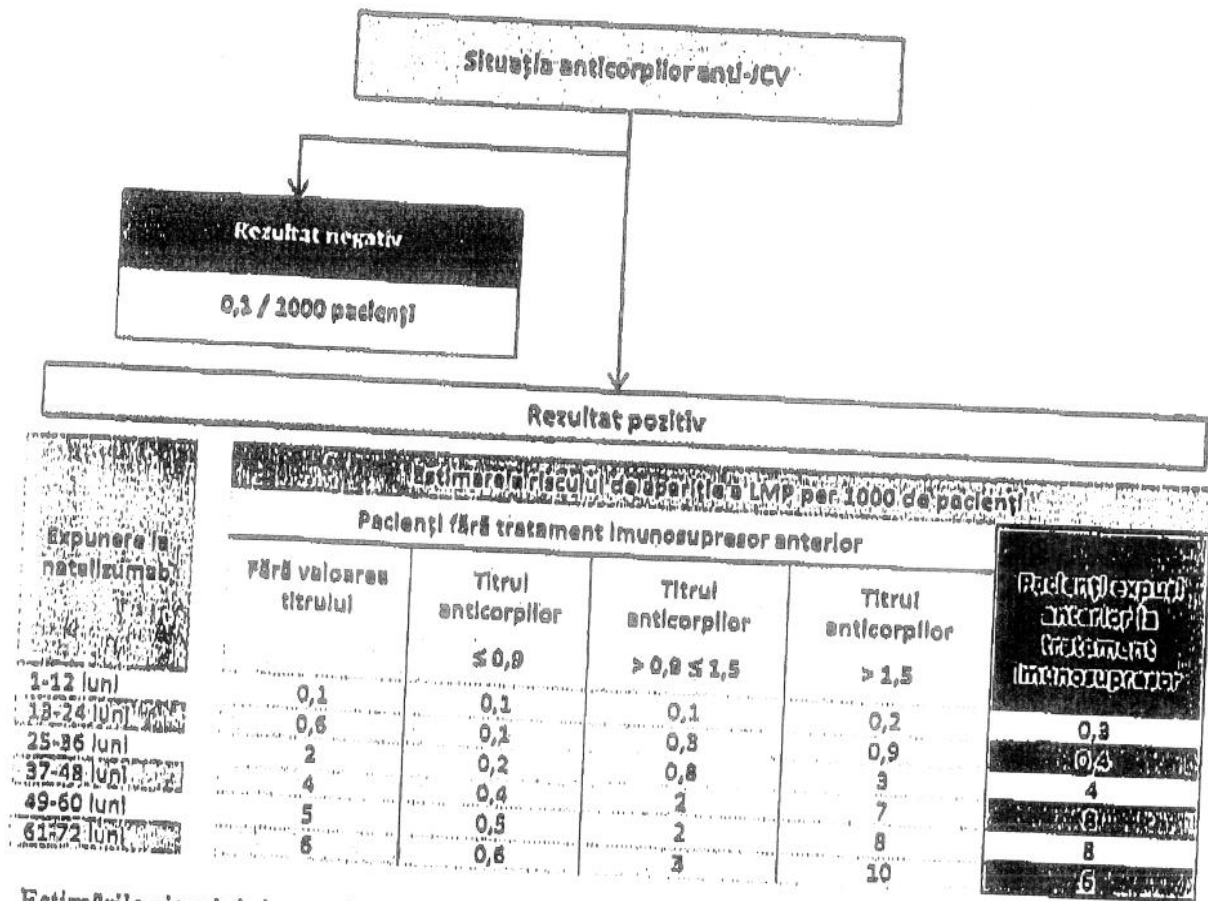 Situația anticorpilor anti-JCV
Rezultat negativ
0,1 / 1000 pacienți
Rezultat pozitiv
Estimarea riscului de apariție a LMP per 1000 de pacienți
Expunere la
natalizumab
Pacienți fără tratament imunosupresor anterior
Pacienți expuși
anterior la
tratament
imunosupresor
Fără valoarea
titrului
Titrul
anticorpilor
≤ 0,9
Titrul
anticorpilor
> 0,9 ≤ 1,5
Titrul
anticorpilor
> 1,5
1-12 luni 0,1 0,1 0,1 0,2 0,3
13-24 luni 0,6 0,1 0,3 0,9 0,4
25-36 luni 2 0,2 0,8 3 4
37-48 luni 4 0,4 2 7 8
49-60 luni 5 0,5 2 8 8
61-72 luni 6 0,6 3 10 6